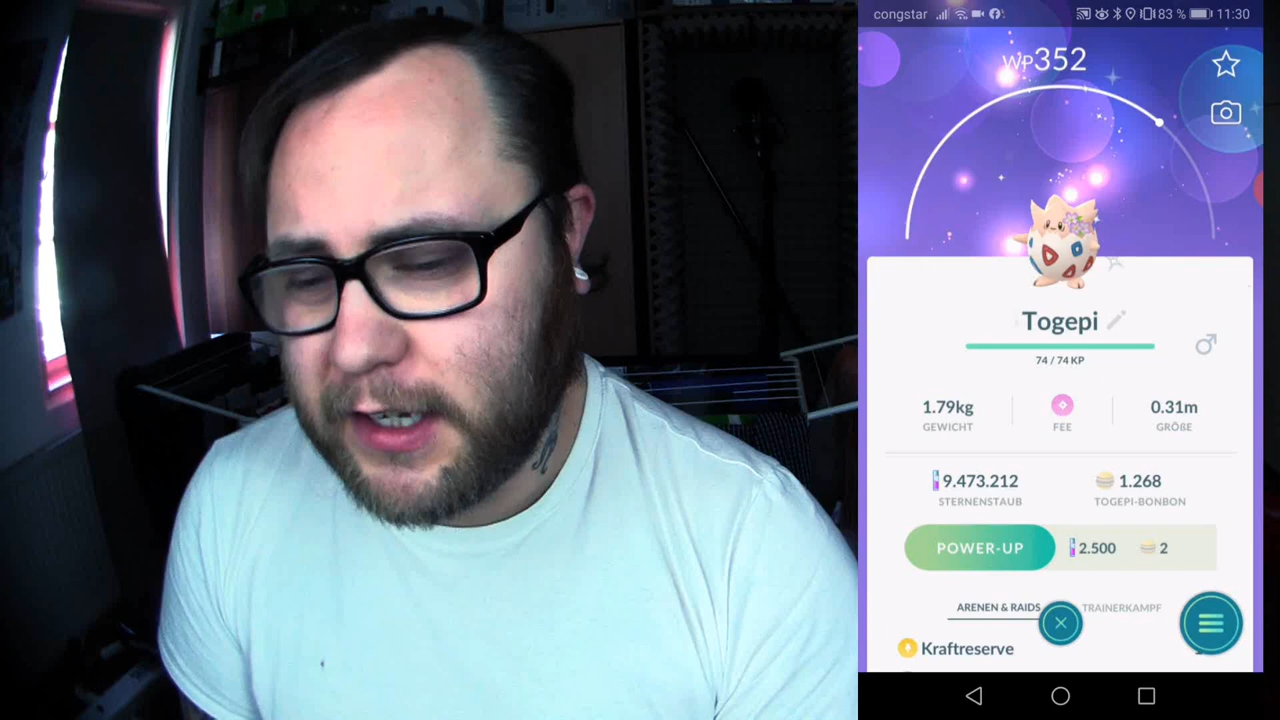 congstar 83 % 11:30
WP352
Togepi
74 / 74 KP
1.79kg
GEWICHT
FEE
0.31m
GRÖßE
9.473.212
STERNENSTAUB
1.268
TOGEPI-BONBON
POWER-UP 2.500 2
ARENEN & RAIDS TRAINERKAMPF
Kraftreserve